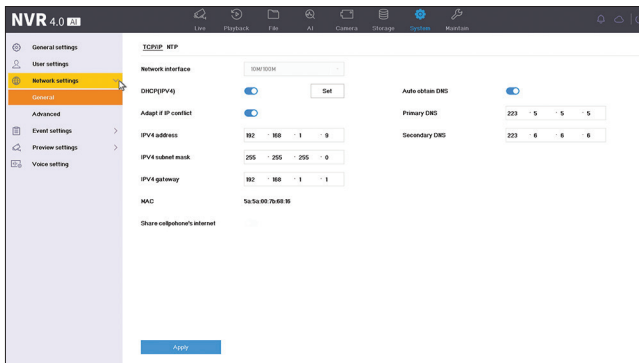 NVR 4.0 AI
Live Playback File AI Camera Storage System Maintain
General settings
User settings
Network settings
General
Advanced
Event settings
Preview settings
Voice setting
TCP/IP NTP
Network interface 10M/100M
DHCP(IPV4) Set Auto obtain DNS
Adapt if IP conflict Primary DNS 223 · 5 · 5 · 5
IPV4 address 192 · 168 · 1 · 9 Secondary DNS 223 · 6 · 6 · 6
IPV4 subnet mask 255 · 255 · 255 · 0
IPV4 gateway 192 · 168 · 1 · 1
MAC 5a:5a:00:7b:68:16
Share cellphone's internet
Apply